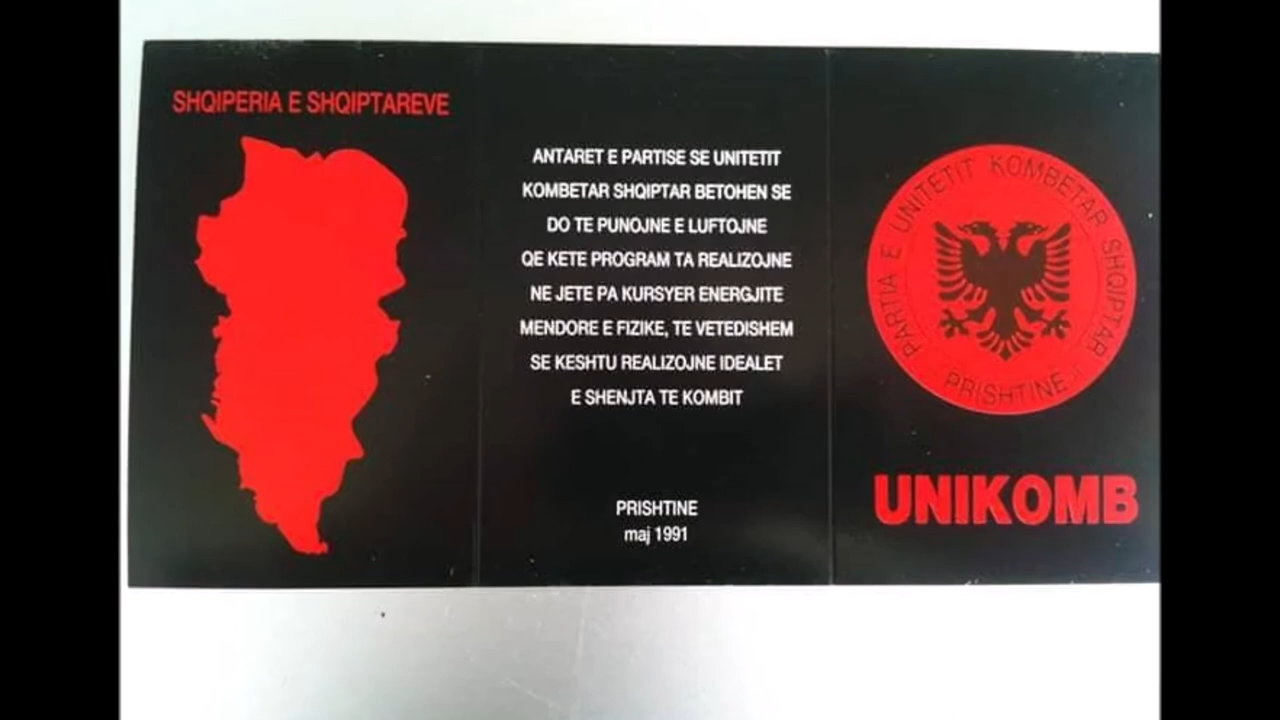 SHQIPERIA E SHQIPTAREVE
ANTARET E PARTISE SE UNITETIT
KOMBETAR SHQIPTAR BETOHEN SE
DO TE PUNOJNE E LUFTOJNE
QE KETE PROGRAM TA REALIZOJNE
NE JETE PA KURSYER ENERGJITE
MENDORE E FIZIKE, TE VETEDISHEM
SE KESHTU REALIZOJNE IDEALET
E SHENJTA TE KOMBIT
PRISHTINE
maj 1991
PARTIA E UNITETIT KOMBETAR SHQIPTAR
PRISHTINE
UNIKOMB